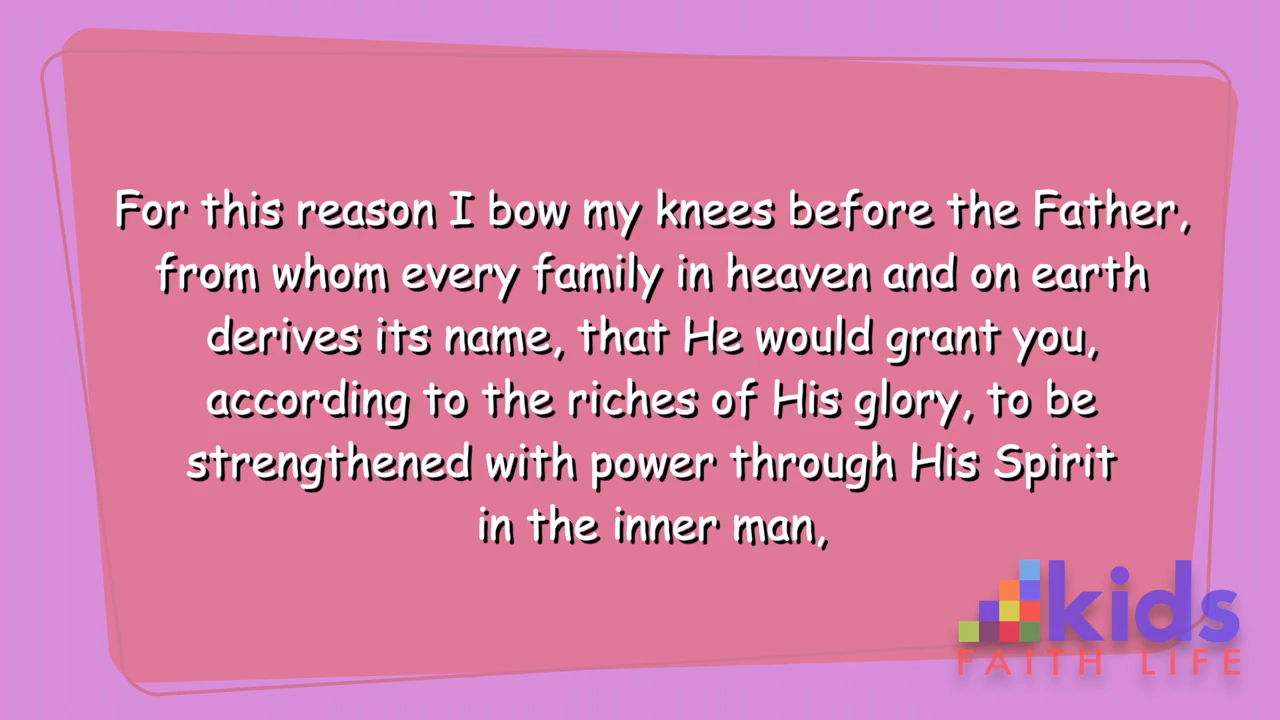 For this reason I bow my knees before the Father,
from whom every family in heaven and on earth
derives its name, that He would grant you,
according to the riches of His glory, to be
strengthened with power through His Spirit
in the inner man,
kids
FAITH LIFE